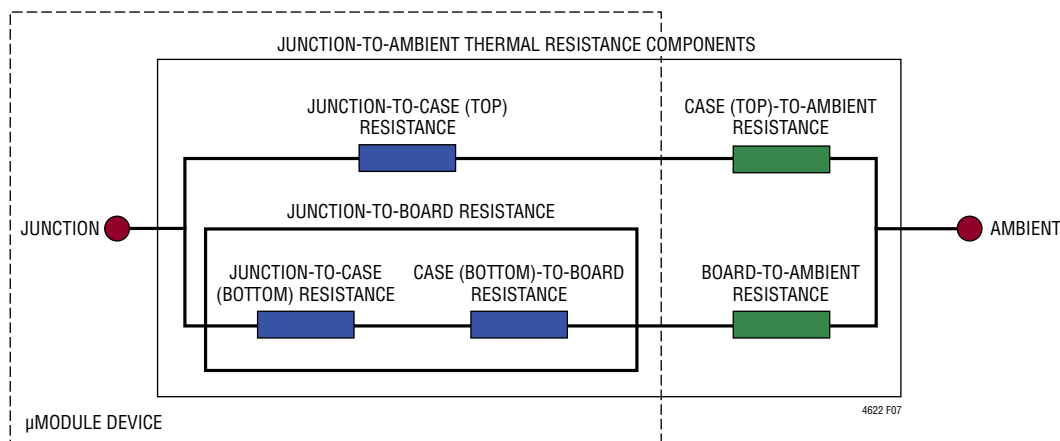 JUNCTION-TO-AMBIENT THERMAL RESISTANCE COMPONENTS
JUNCTION-TO-CASE (TOP)
RESISTANCE
CASE (TOP)-TO-AMBIENT
RESISTANCE
JUNCTION-TO-BOARD RESISTANCE
JUNCTION
AMBIENT
JUNCTION-TO-CASE
(BOTTOM) RESISTANCE
CASE (BOTTOM)-TO-BOARD
RESISTANCE
BOARD-TO-AMBIENT
RESISTANCE
4622 F07
µMODULE DEVICE